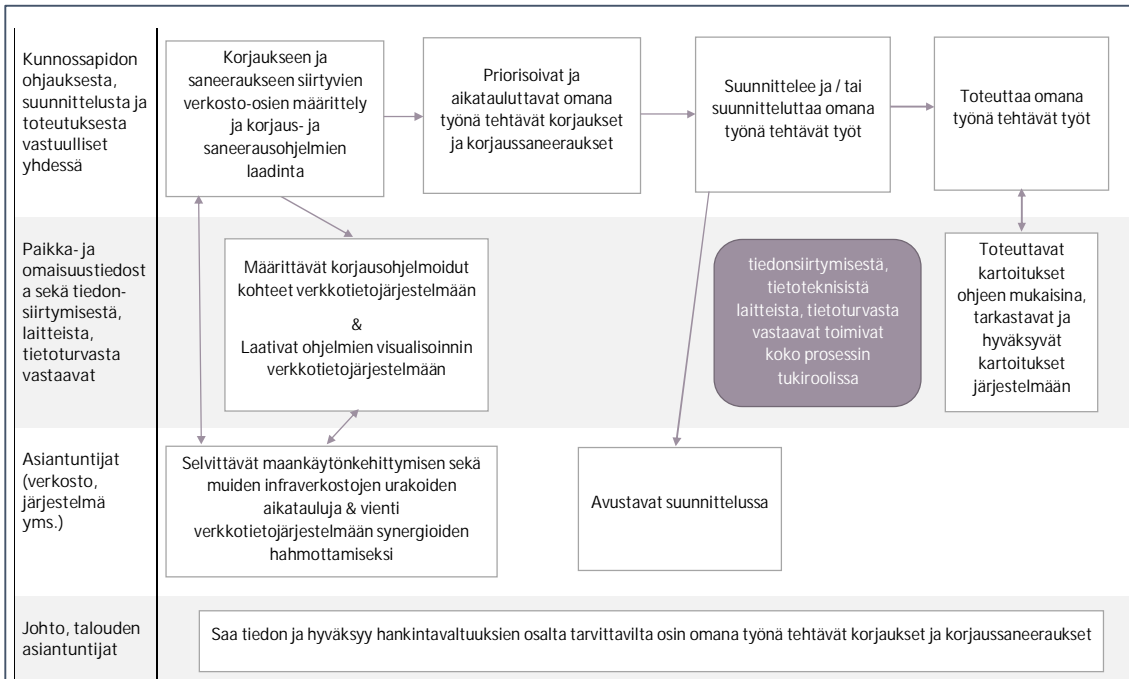 Kunnossapidon
ohjauksesta,
suunnittelusta ja
toteutuksesta
vastuulliset
yhdessä
Korjaukseen ja
saneeraukseen siirtyvien
verkosto-osien määrittely
ja korjaus- ja
saneerausohjelmien
laadinta
Priorisoivat ja
aikatauluttavat omana
työnä tehtävät korjaukset
ja korjaussaneeraukset
Suunnittelee ja / tai
suunnitteluttaa omana
työnä tehtävät työt
Toteuttaa omana
työnä tehtävät työt
Paikka- ja
omaisuustiedost
a sekä tiedon-
siirtymisestä,
laitteista,
tietoturvasta
vastaavat
Määrittävät korjausohjelmoidut
kohteet verkkotietojärjestelmään
&
Laativat ohjelmien visualisoinnin
verkkotietojärjestelmään
tiedonsiirtymisestä,
tietoteknisistä
laitteista, tietoturvasta
vastaavat toimivat
koko prosessin
tukiroolissa
Toteuttavat
kartoitukset
ohjeen mukaisina,
tarkastavat ja
hyväksyvät
kartoitukset
järjestelmään
Asiantuntijat
(verkosto,
järjestelmä
yms.)
Selvittävät maankäytönkehittymisen sekä
muiden infraverkostojen urakoiden
aikatauluja & vienti
verkkotietojärjestelmään synergioiden
hahmottamiseksi
Avustavat suunnittelussa
Johto, talouden
asiantuntijat
Saa tiedon ja hyväksyy hankintavaltuuksien osalta tarvittavilta osin omana työnä tehtävät korjaukset ja korjaussaneeraukset